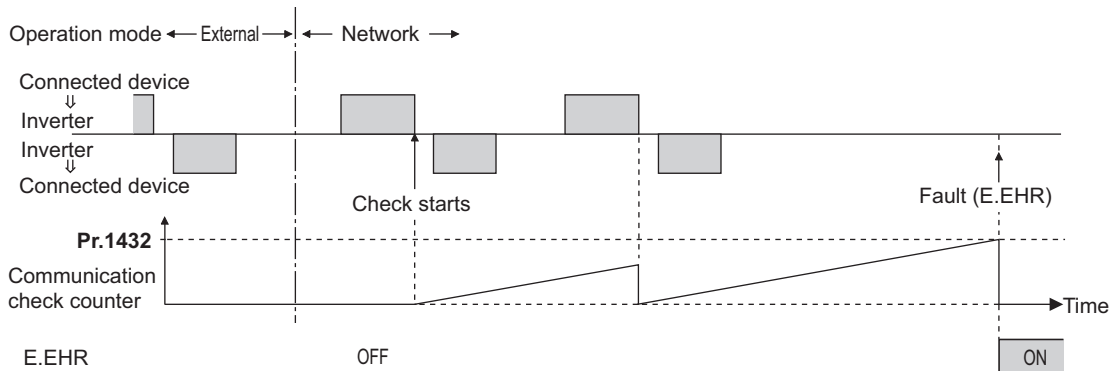 Operation mode External Network
Connected device
⇓
Inverter
Inverter
⇓
Connected device
Check starts
Fault (E.EHR)
Pr.1432
Communication
check counter
Time
E.EHR OFF ON